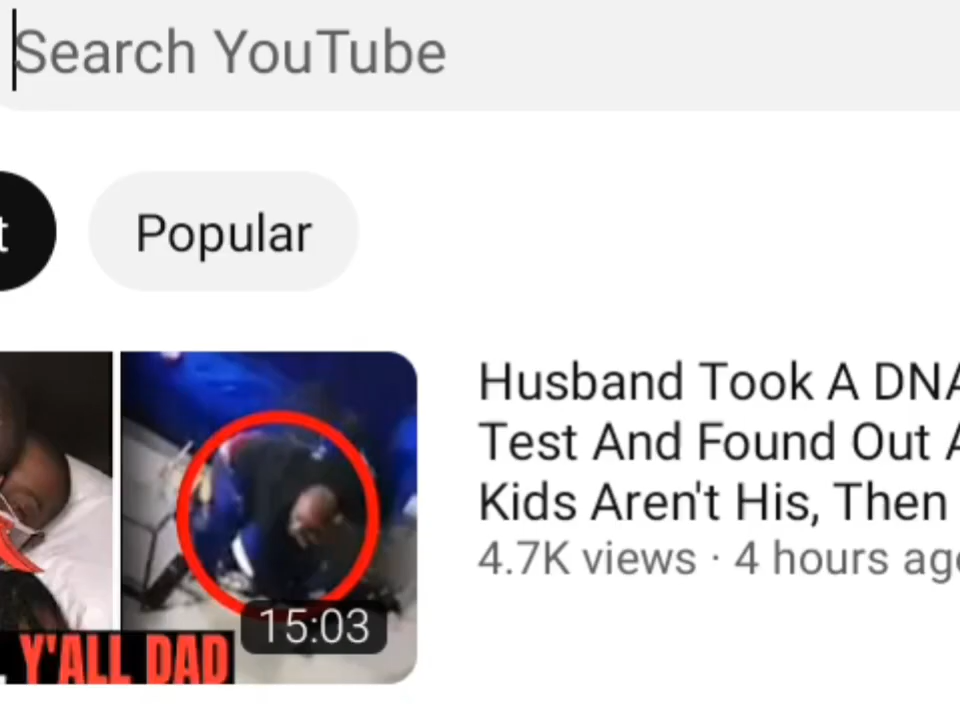 Search YouTube
t
Popular
Husband Took A DNA
Test And Found Out A
Kids Aren't His, Then
4.7K views · 4 hours ago
15:03
Y'ALL DAD